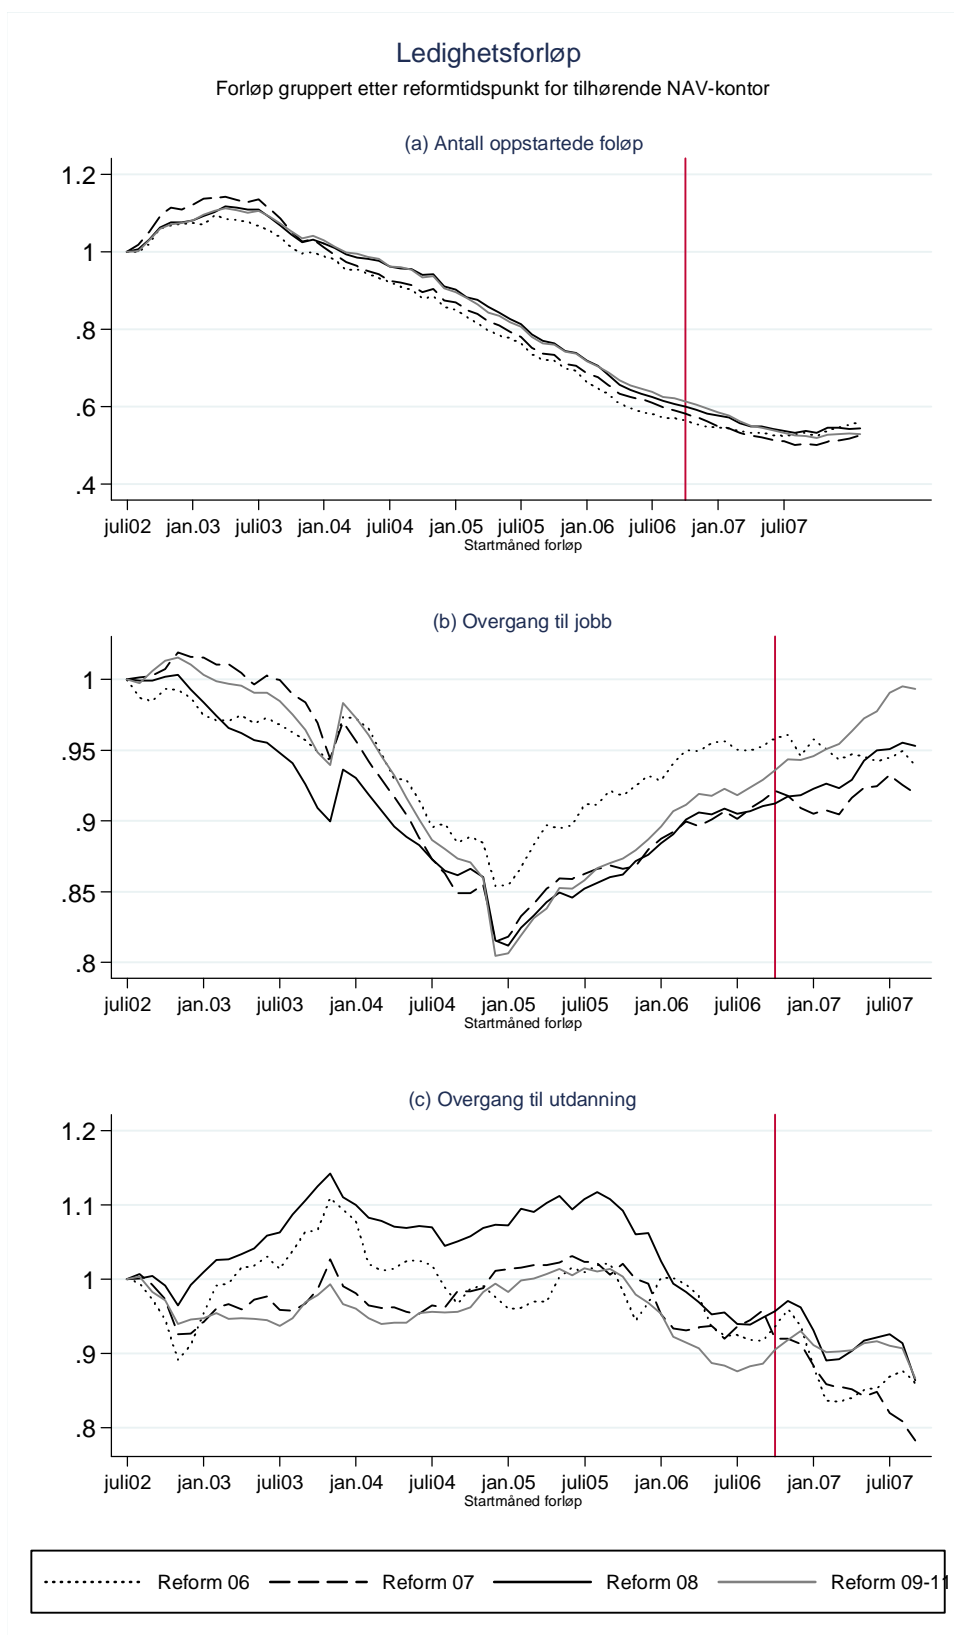 Ledighetsforløp
Forløp gruppert etter reformtidspunkt for tilhørende NAV-kontor
(a) Antall oppstartede foløp
1.2
1
.8
.6
.4
juli02 jan.03 juli03 jan.04 juli04 jan.05 juli05 jan.06 juli06 jan.07 juli07
Startmåned forløp
(b) Overgang til jobb
1
.95
.9
.85
.8
juli02 jan.03 juli03 jan.04 juli04 jan.05 juli05 jan.06 juli06 jan.07 juli07
Startmåned forløp
(c) Overgang til utdanning
1.2
1.1
1
.9
.8
juli02 jan.03 juli03 jan.04 juli04 jan.05 juli05 jan.06 juli06 jan.07 juli07
Startmåned forløp
Reform 06 Reform 07 Reform 08 Reform 09-11